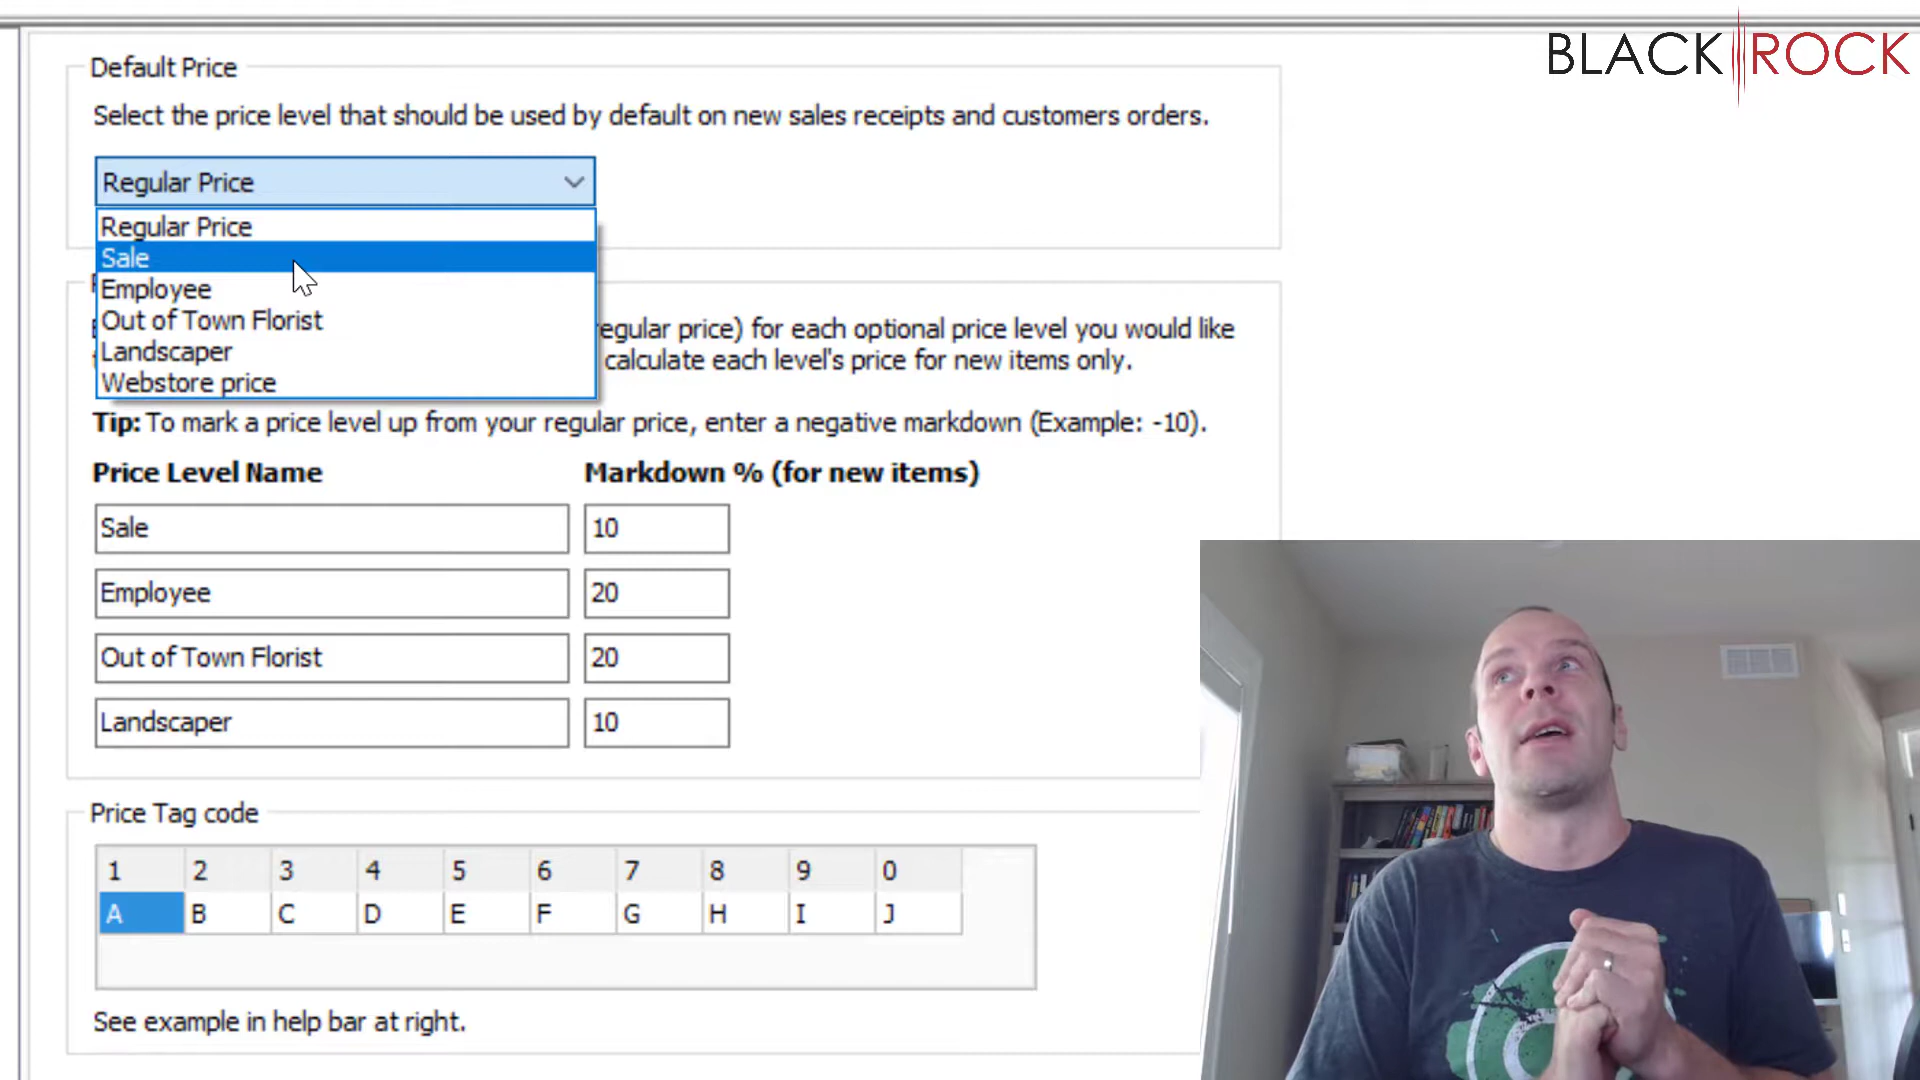 BLACK ROCK
Default Price
Select the price level that should be used by default on new sales receipts and customers orders.
Regular Price
Regular Price
Sale
Employee
Out of Town Florist
Landscaper
Webstore price
regular price) for each optional price level you would like
calculate each level's price for new items only.
Tip: To mark a price level up from your regular price, enter a negative markdown (Example: -10).
Price Level Name Markdown % (for new items)
Sale 10
Employee 20
Out of Town Florist 20
Landscaper 10
Price Tag code
1 2 3 4 5 6 7 8 9 0
A B C D E F G H I J
See example in help bar at right.